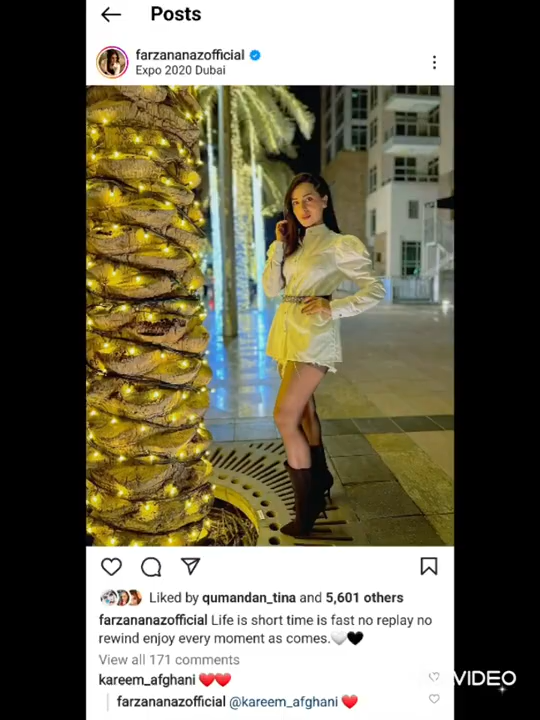 Posts
farzananazofficial
Expo 2020 Dubai
Liked by qumandan_tina and 5,601 others
farzananazofficial Life is short time is fast no replay no
rewind enjoy every moment as comes.🤍🖤
View all 171 comments
kareem_afghani ❤️❤️
farzananazofficial @kareem_afghani ❤️
VIDEO